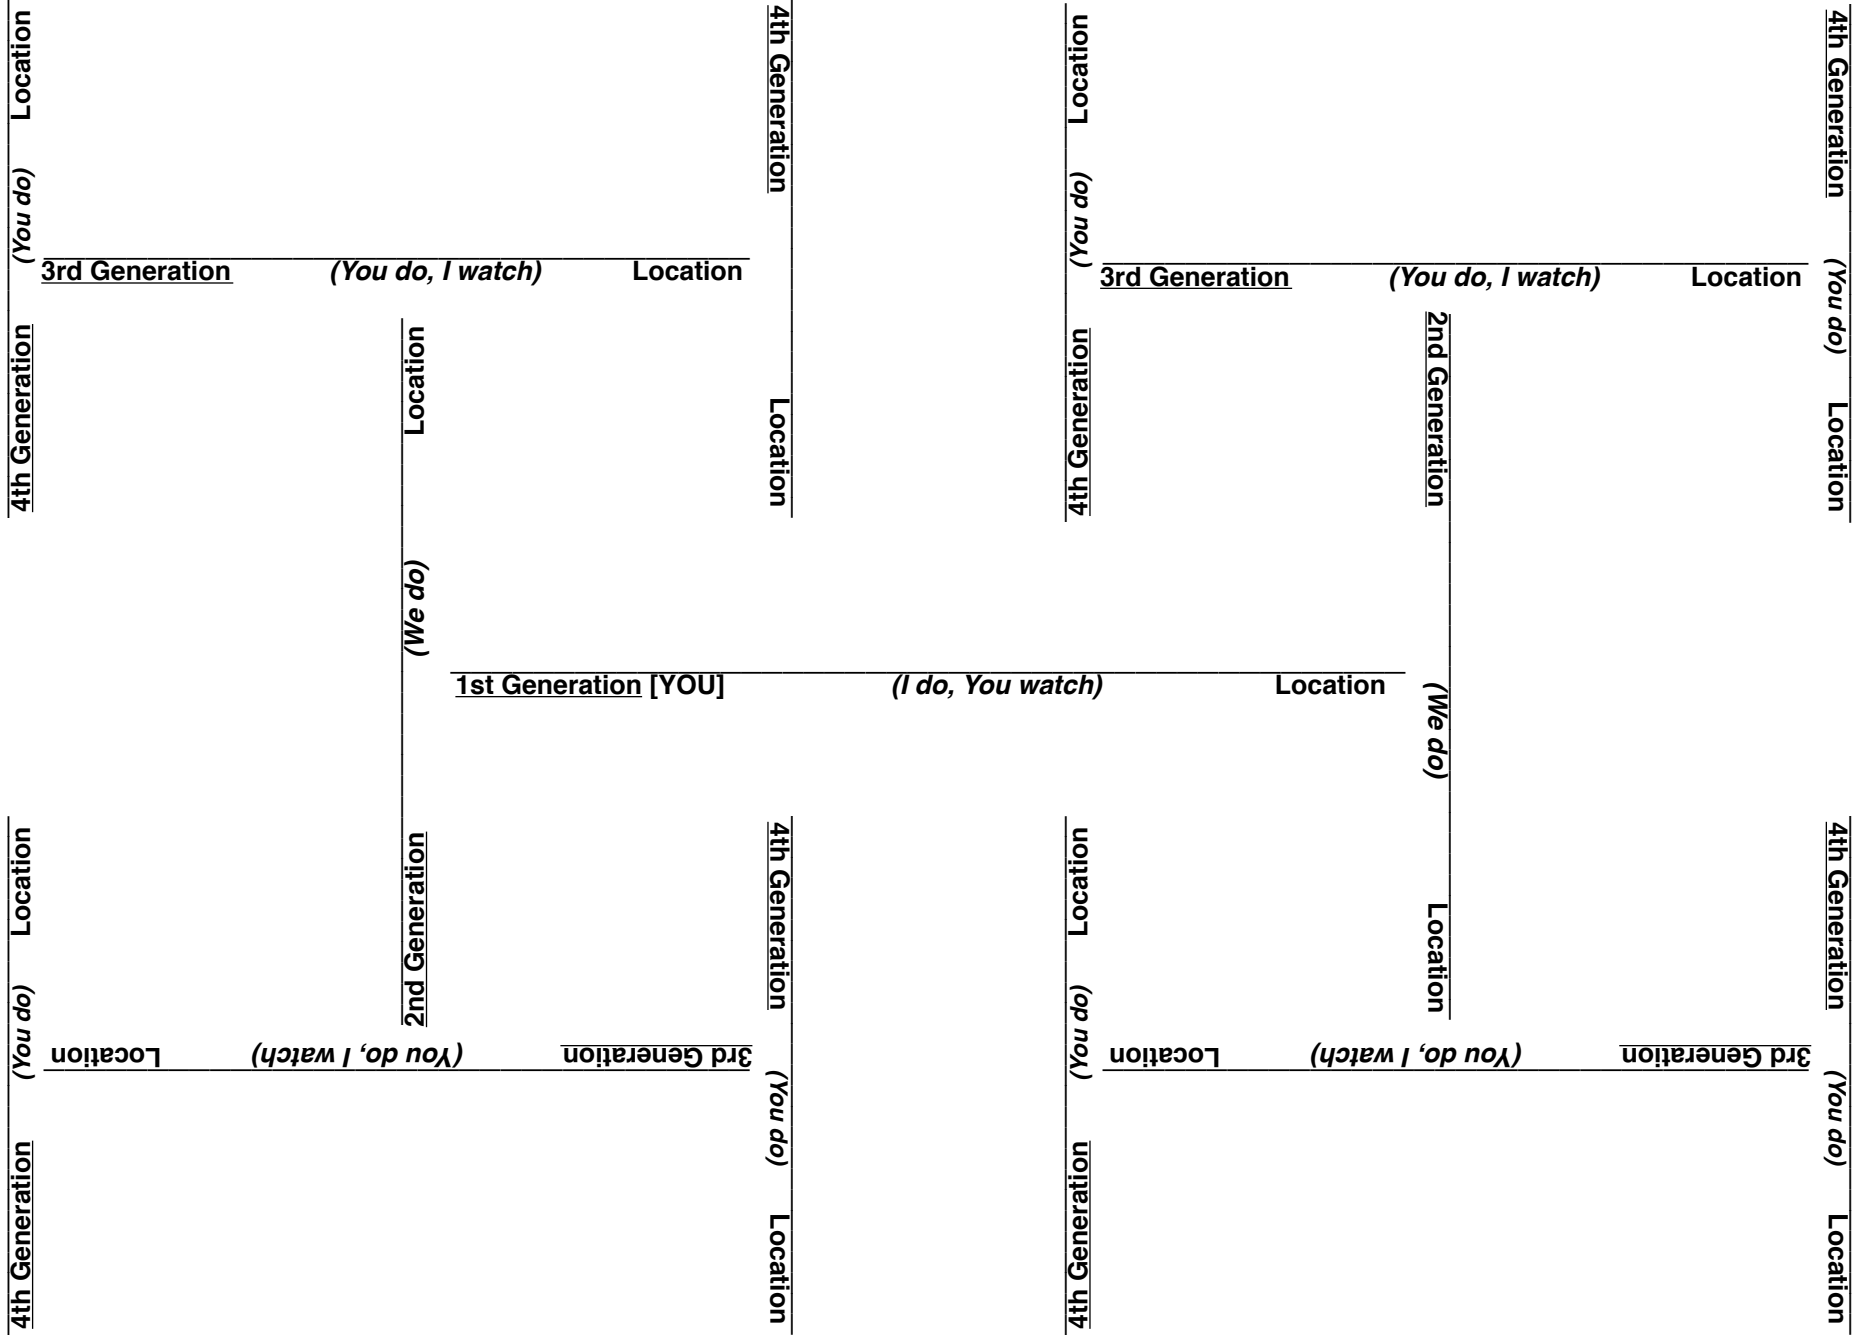 Location
(You do)
4th Generation
3rd Generation (You do, I watch) Location
4th Generation
Location
Location
(You do)
4th Generation
3rd Generation (You do, I watch) Location
4th Generation
(You do)
Location
Location
(We do)
2nd Generation
1st Generation [YOU] (I do, You watch) Location
2nd Generation
(We do)
Location
Location
(You do)
4th Generation
3rd Generation (You do, I watch) Location
4th Generation
(You do)
Location
Location
(You do)
4th Generation
3rd Generation (You do, I watch) Location
4th Generation
(You do)
Location